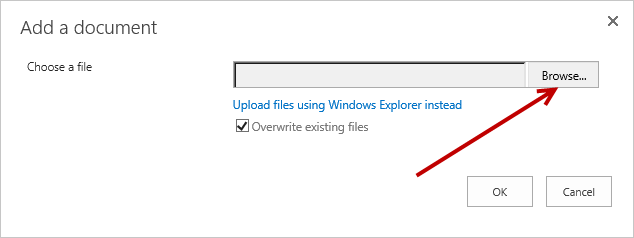 Add a document
Choose a file
Browse...
Upload files using Windows Explorer instead
Overwrite existing files
OK
Cancel